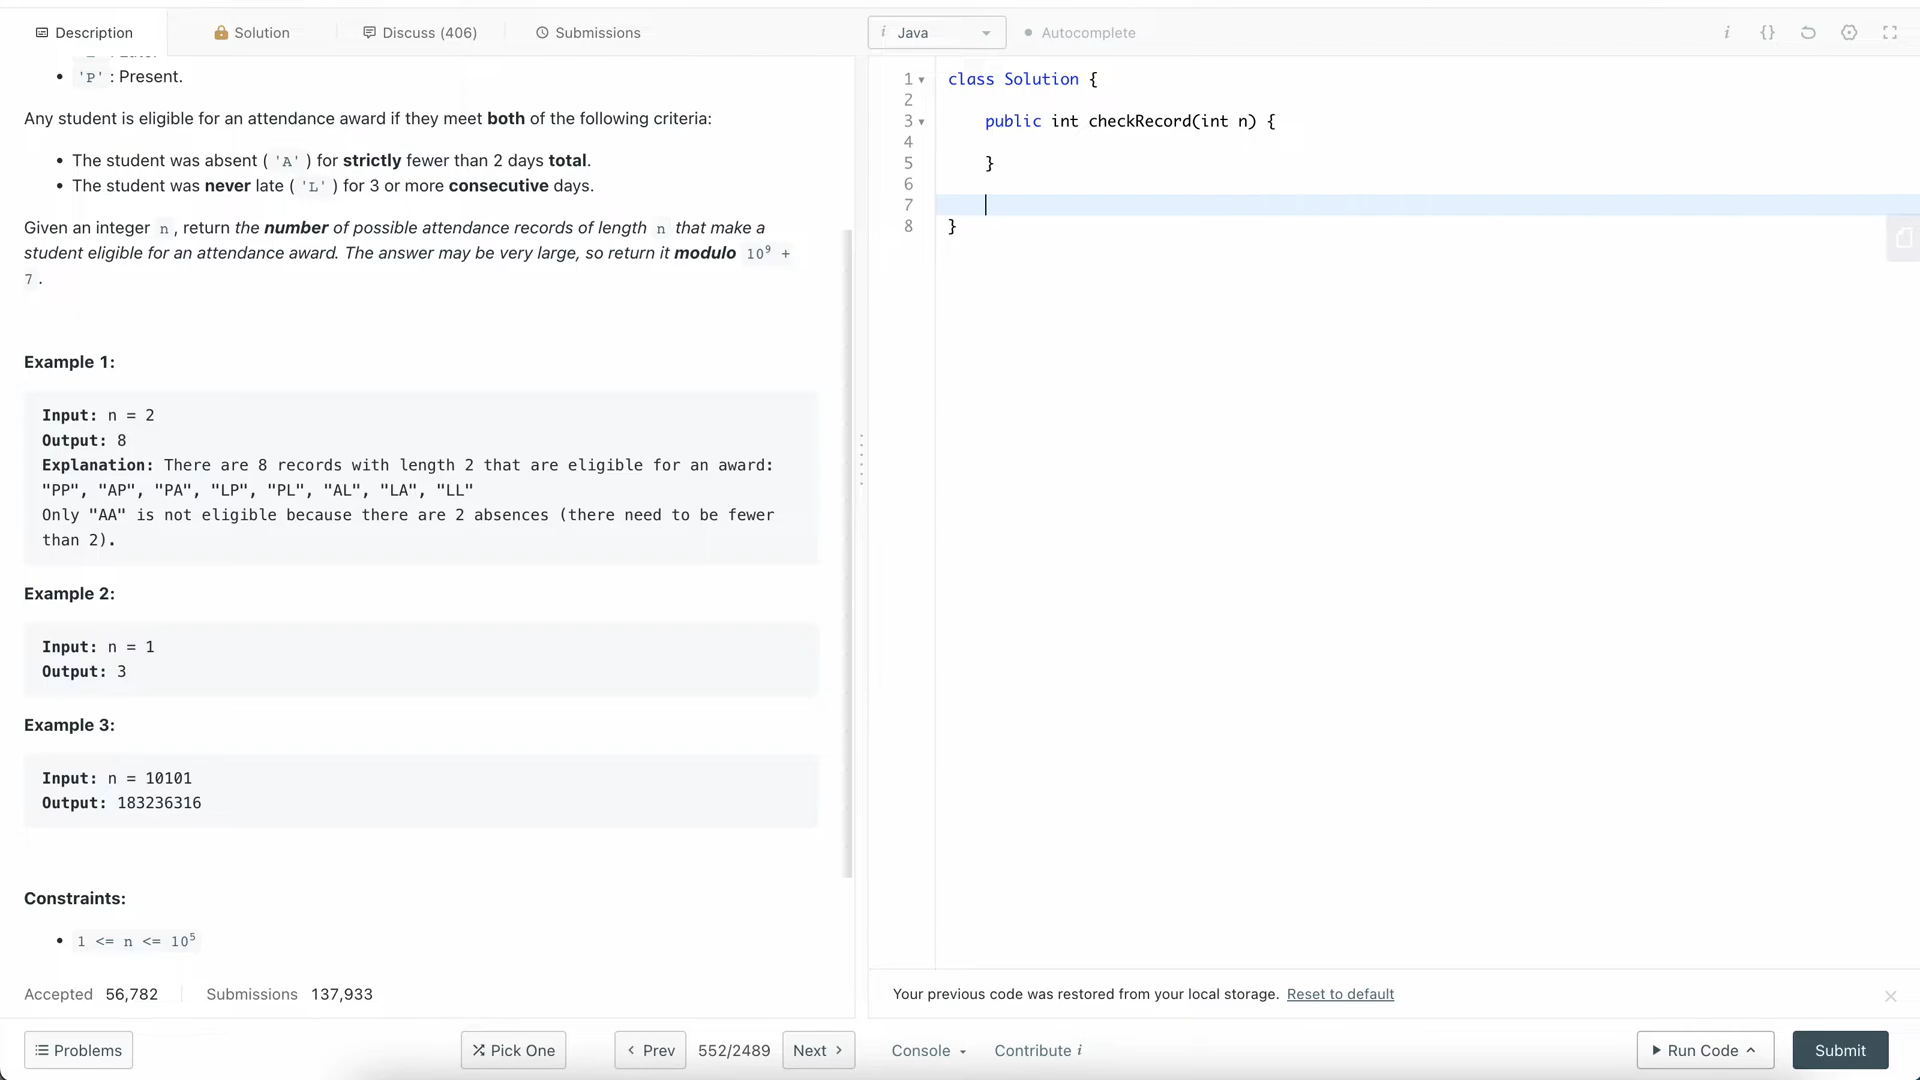 Description
Solution
Discuss (406)
Submissions
i Java
Autocomplete
i {}
• 'P' : Present.
Any student is eligible for an attendance award if they meet both of the following criteria:
• The student was absent ( 'A' ) for strictly fewer than 2 days total.
• The student was never late ( 'L' ) for 3 or more consecutive days.
Given an integer n , return the number of possible attendance records of length n that make a
student eligible for an attendance award. The answer may be very large, so return it modulo 10⁹ +
7 .
Example 1:
Input: n = 2
Output: 8
Explanation: There are 8 records with length 2 that are eligible for an award:
"PP", "AP", "PA", "LP", "PL", "AL", "LA", "LL"
Only "AA" is not eligible because there are 2 absences (there need to be fewer
than 2).
Example 2:
Input: n = 1
Output: 3
Example 3:
Input: n = 10101
Output: 183236316
Constraints:
• 1 <= n <= 10⁵
Accepted 56,782
Submissions 137,933
1 class Solution {
2
3 public int checkRecord(int n) {
4
5 }
6
7
8 }
Your previous code was restored from your local storage. Reset to default
Problems
Pick One
Prev
552/2489
Next
Console
Contribute i
Run Code
Submit